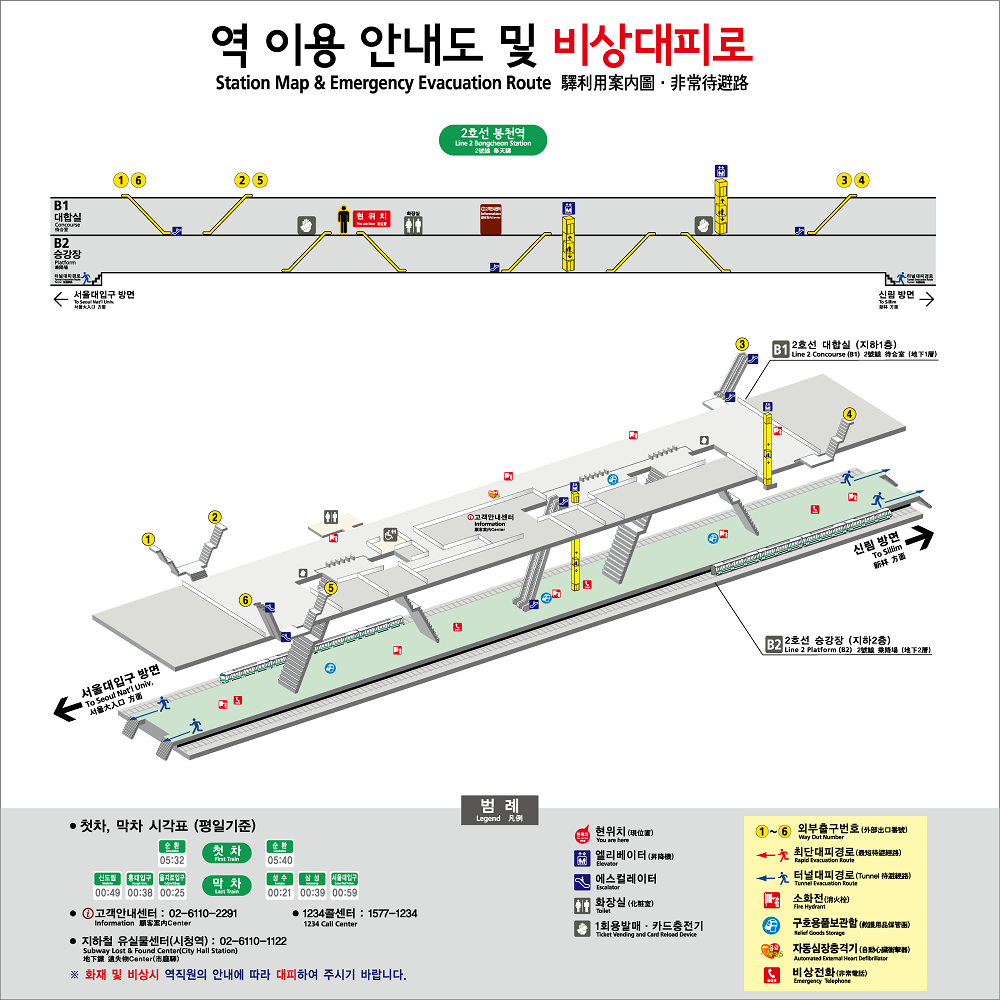 역 이용 안내도 및 비상대피로
Station Map & Emergency Evacuation Route 驛利用案內圖 · 非常待避路
2호선 봉천역
Line 2 Bongcheon Station
2號線 奉天驛
1 6
2 5
3 4
B1
대합실
Concourse
待合室
현 위 치
You are here 現位置
화장실
고객안내센터
Information
B2
승강장
Platform
乘降場
터널대피경로
터널대피경로
서울대입구 방면
To Seoul Nat'l Univ.
서울大入口 方面
신림 방면
To Sillim
新林 方面
3
B1 2호선 대합실 (지하1층)
Line 2 Concourse (B1) 2號線 待合室 (地下1層)
4
2
1
고객안내센터
Information
顧客案內Center
5
6
신림 방면
To Sillim
新林 方面
B2 2호선 승강장 (지하2층)
Line 2 Platform (B2) 2號線 乘降場 (地下2層)
서울대입구 방면
To Seoul Nat'l Univ.
서울大入口 方面
범 례
Legend 凡例
• 첫차, 막차 시각표 (평일기준)
순 환 첫 차 순 환
05:32 First Train 05:40
신도림 홍대입구 을지로입구 막 차 성 수 삼 성 서울대입구
00:49 00:38 00:25 Last Train 00:21 00:39 00:59
• 고객안내센터 : 02-6110-2291
Information 顧客案內Center
• 1234콜센터 : 1577-1234
1234 Call Center
• 지하철 유실물센터(시청역) : 02-6110-1122
Subway Lost & Found Center(City Hall Station)
地下鐵 遺失物Center(市廳驛)
※ 화재 및 비상시 역직원의 안내에 따라 대피하여 주시기 바랍니다.
현위치 (現位置)
You are here
엘리베이터 (昇降機)
Elevator
에스컬레이터
Escalator
화장실 (化粧室)
Toilet
1회용발매 · 카드충전기
Ticket Vending and Card Reload Device
1~6 외부출구번호 (外部出口番號)
Way Out Number
최단대피경로 (最短待避經路)
Rapid Evacuation Route
터널대피경로 (Tunnel 待避經路)
Tunnel Evacuation Route
소화전 (消火栓)
Fire Hydrant
구호용품보관함 (救護用品保管函)
Relief Goods Storage
자동심장충격기 (自動心臟衝擊器)
Automated External Heart Defibrillator
비상전화 (非常電話)
Emergency Telephone